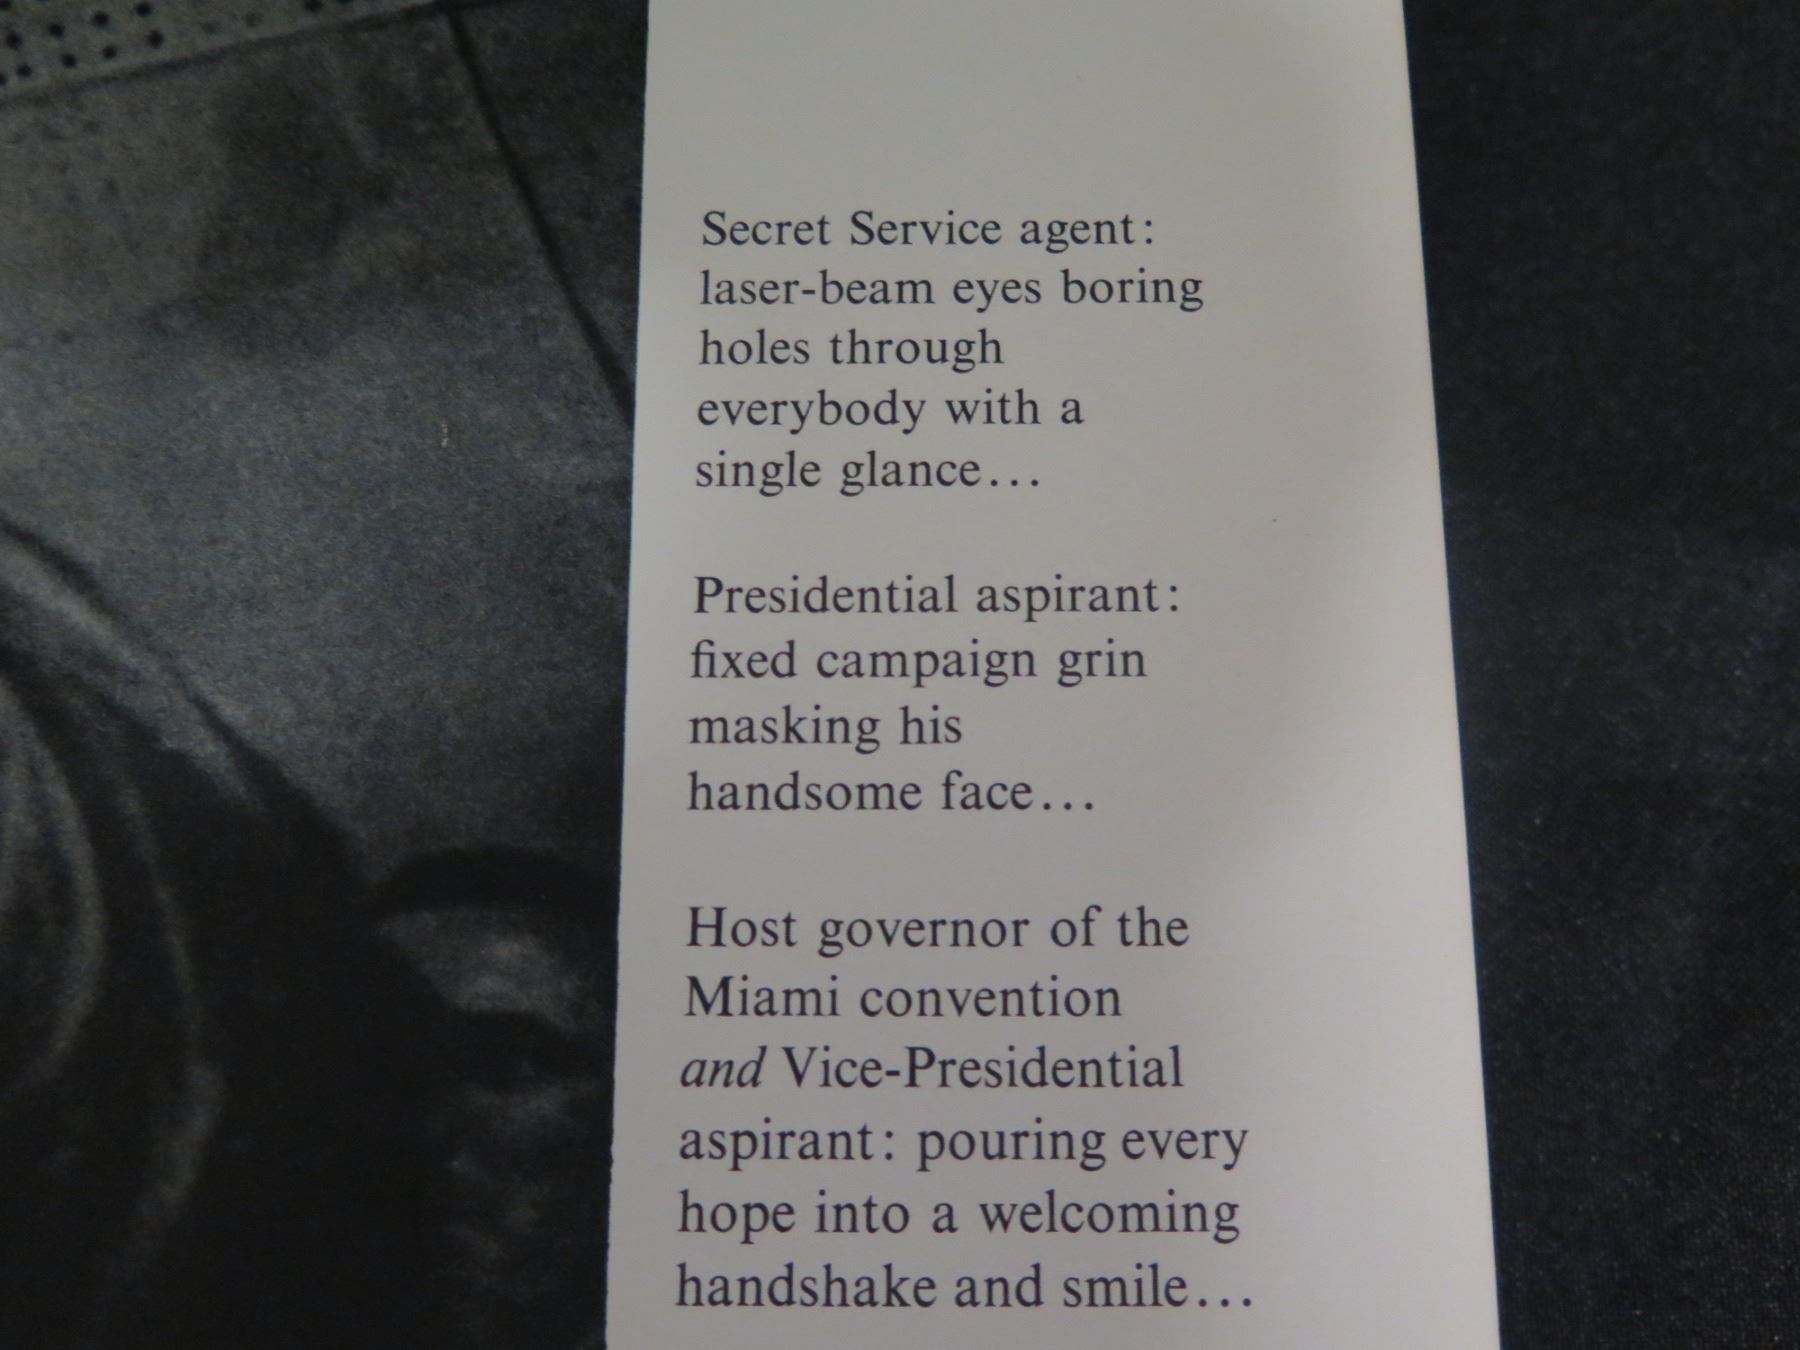 Secret Service agent:
laser-beam eyes boring
holes through
everybody with a
single glance...
Presidential aspirant:
fixed campaign grin
masking his
handsome face...
Host governor of the
Miami convention
and Vice-Presidential
aspirant: pouring every
hope into a welcoming
handshake and smile...